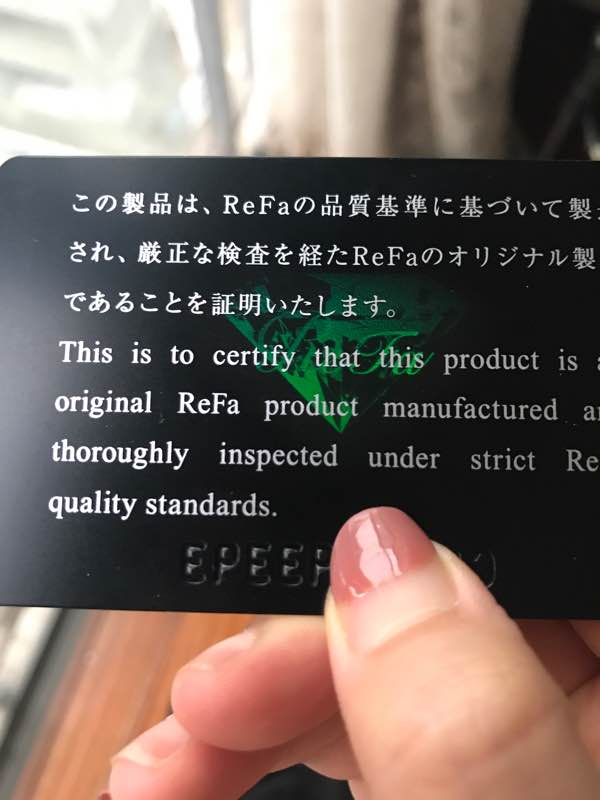 この製品は、ReFaの品質基準に基づいて製
され、厳正な検査を経たReFaのオリジナル製
であることを証明いたします。
This is to certify that this product is
original ReFa product manufactured
thoroughly inspected under strict
quality standards.